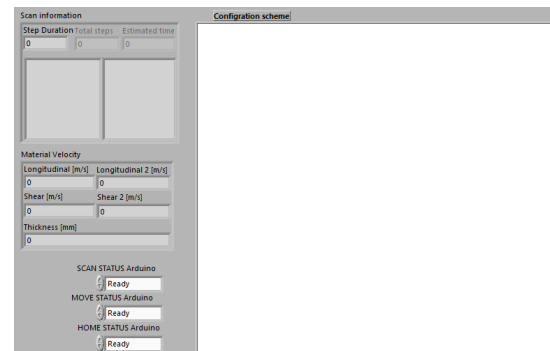 Scan information
Configration scheme
Step Duration Total steps Estimated time
0 0 0
Material Velocity
Longitudinal [m/s] Longitudinal 2 [m/s]
0 0
Shear [m/s] Shear 2 [m/s]
0 0
Thickness [mm]
0
SCAN STATUS Arduino
Ready
MOVE STATUS Arduino
Ready
HOME STATUS Arduino
Ready